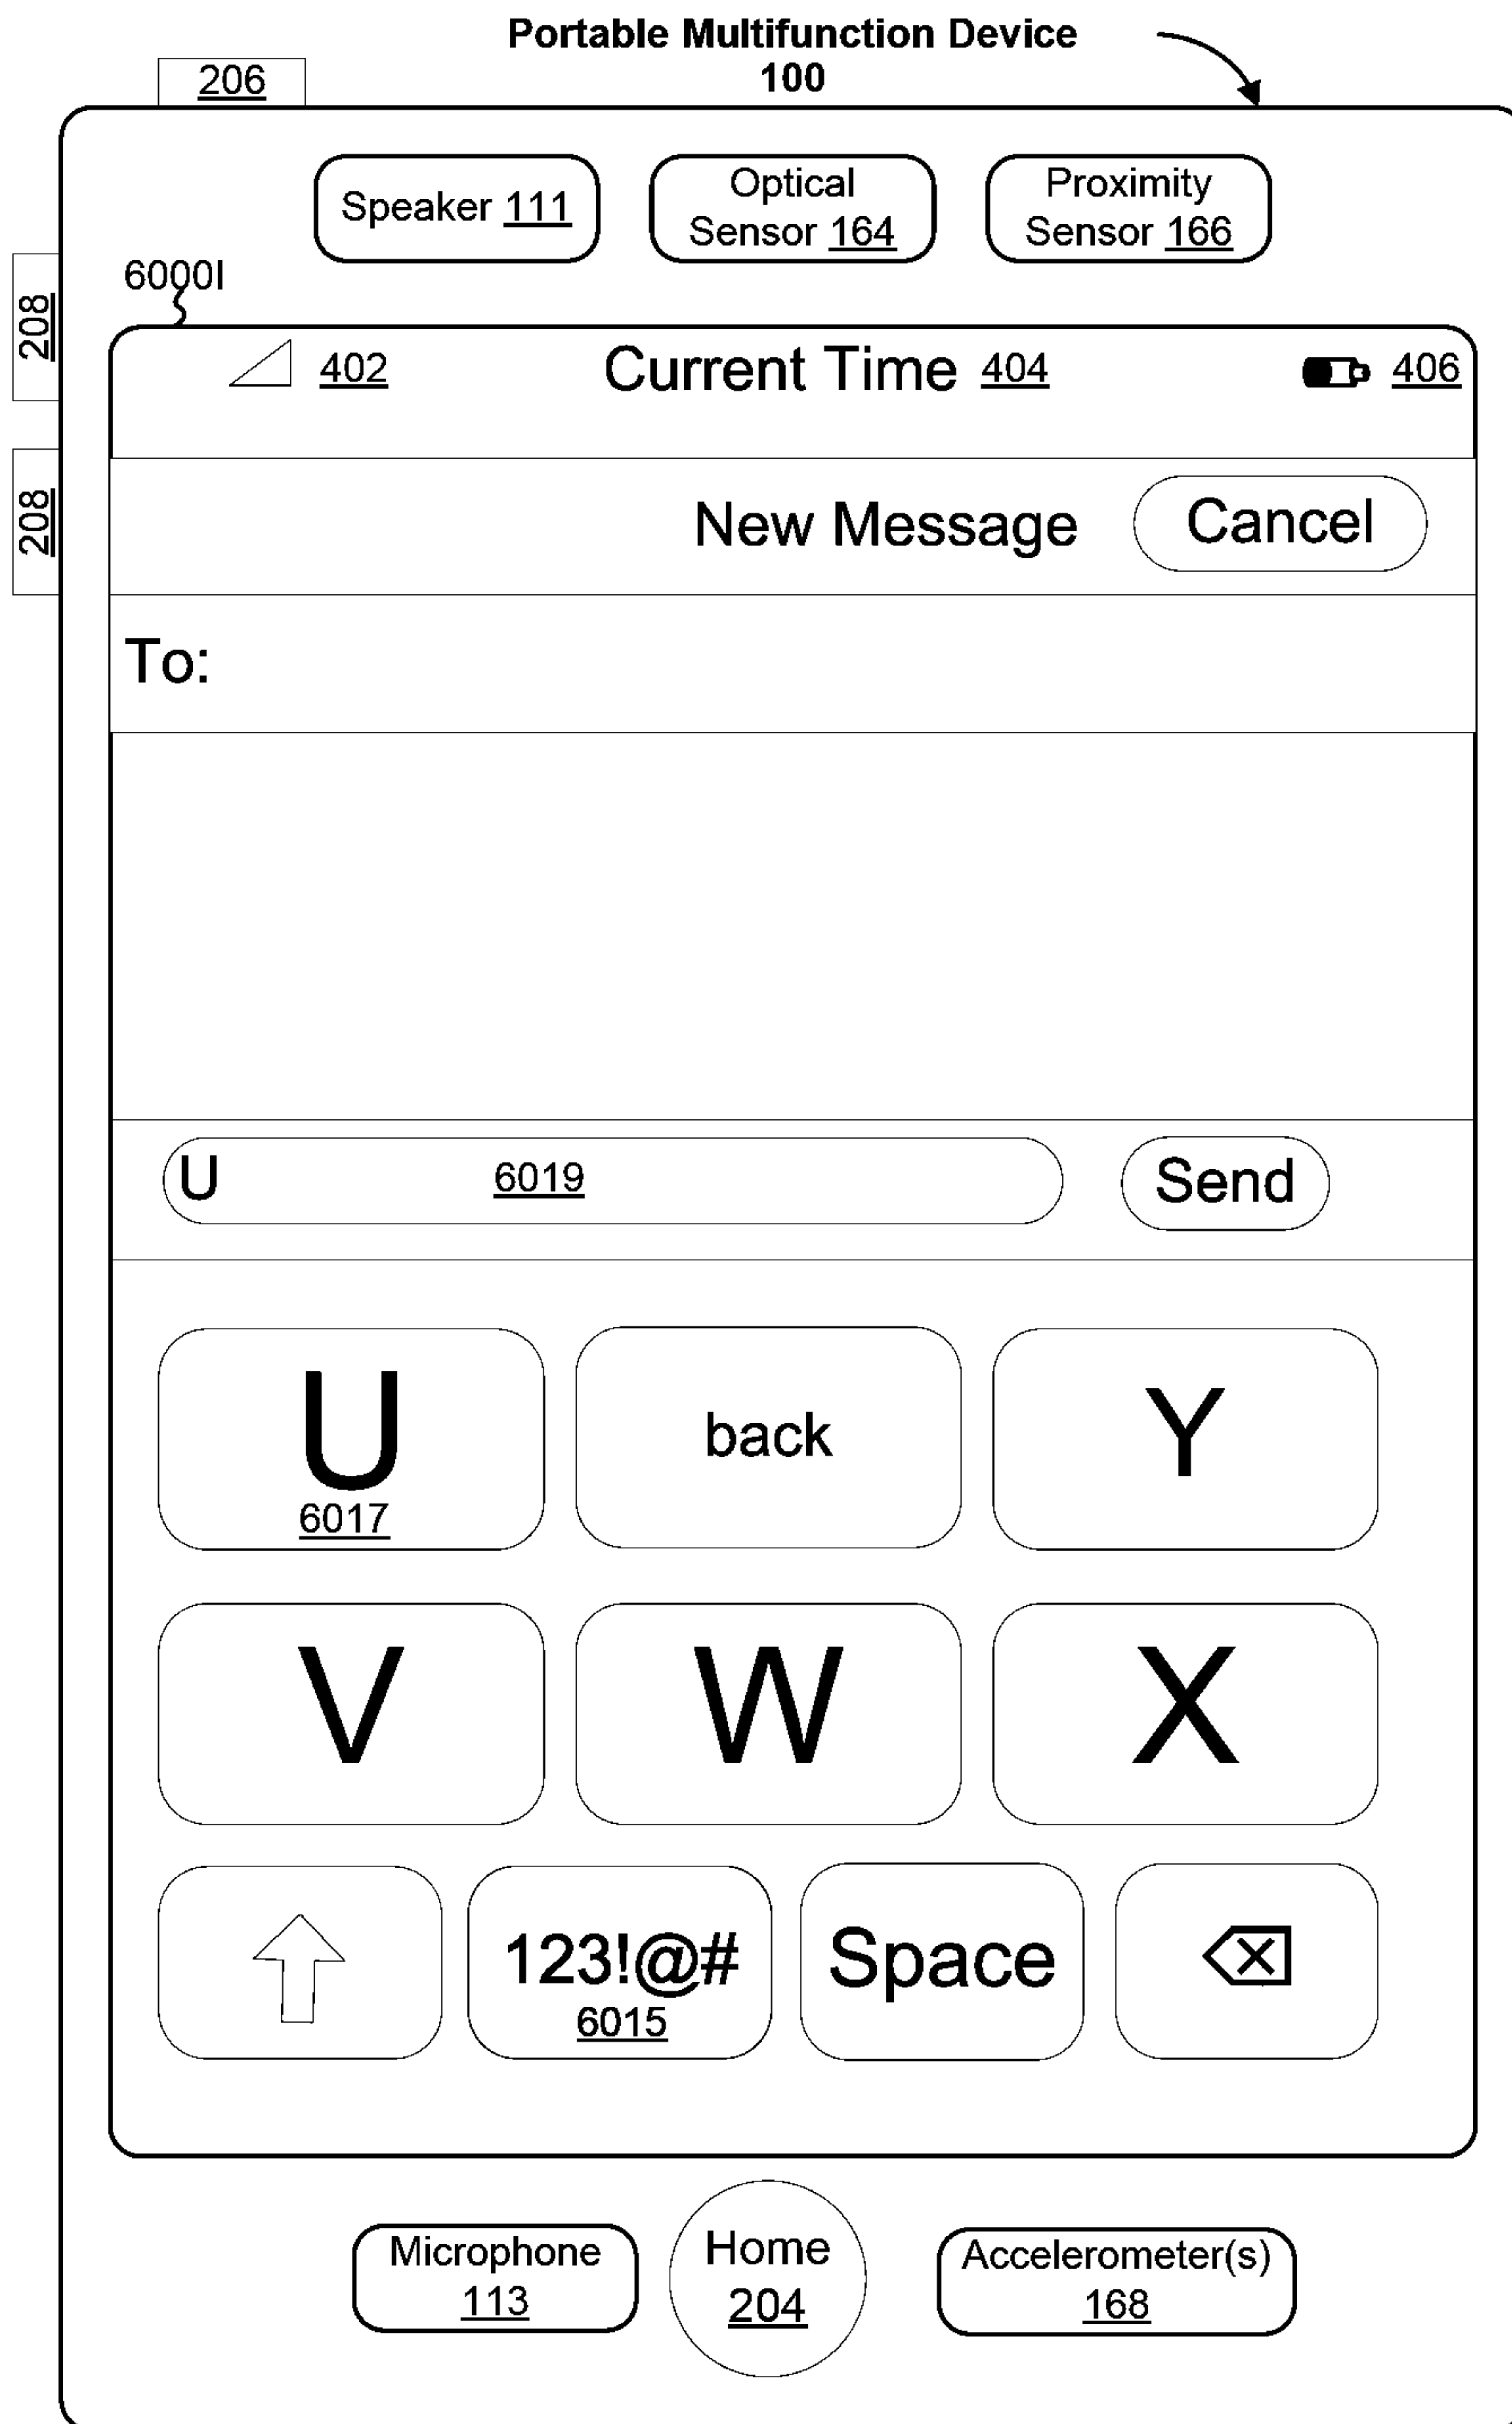 Portable Multifunction Device
100
206
Speaker 111
Optical
Sensor 164
Proximity
Sensor 166
208
6000I
402 Current Time 404 406
208
New Message Cancel
To:
U 6019 Send
U
6017
back
Y
V W X
123!@#
6015
Space
Microphone
113
Home
204
Accelerometer(s)
168